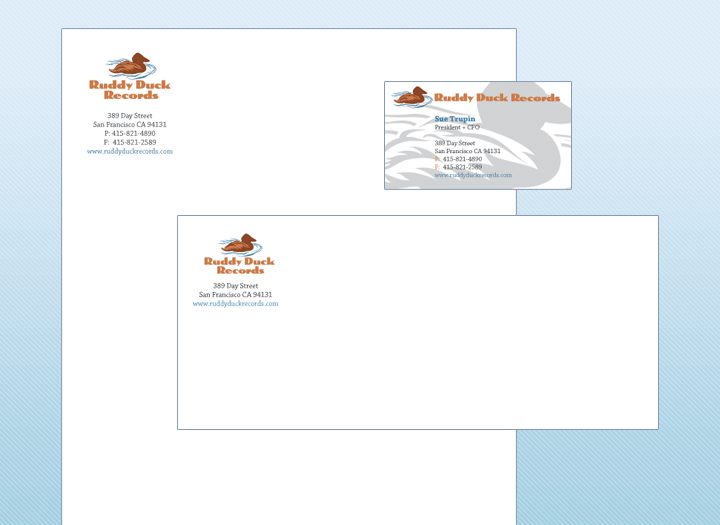 Ruddy Duck
Records
389 Day Street
San Francisco CA 94131
P: 415-821-4890
F: 415-821-2589
www.ruddyduckrecords.com
Ruddy Duck Records
Sue Trupin
President + CFO
389 Day Street
San Francisco CA 94131
P: 415-821-4890
F: 415-821-2589
www.ruddyduckrecords.com
Ruddy Duck
Records
389 Day Street
San Francisco CA 94131
www.ruddyduckrecords.com